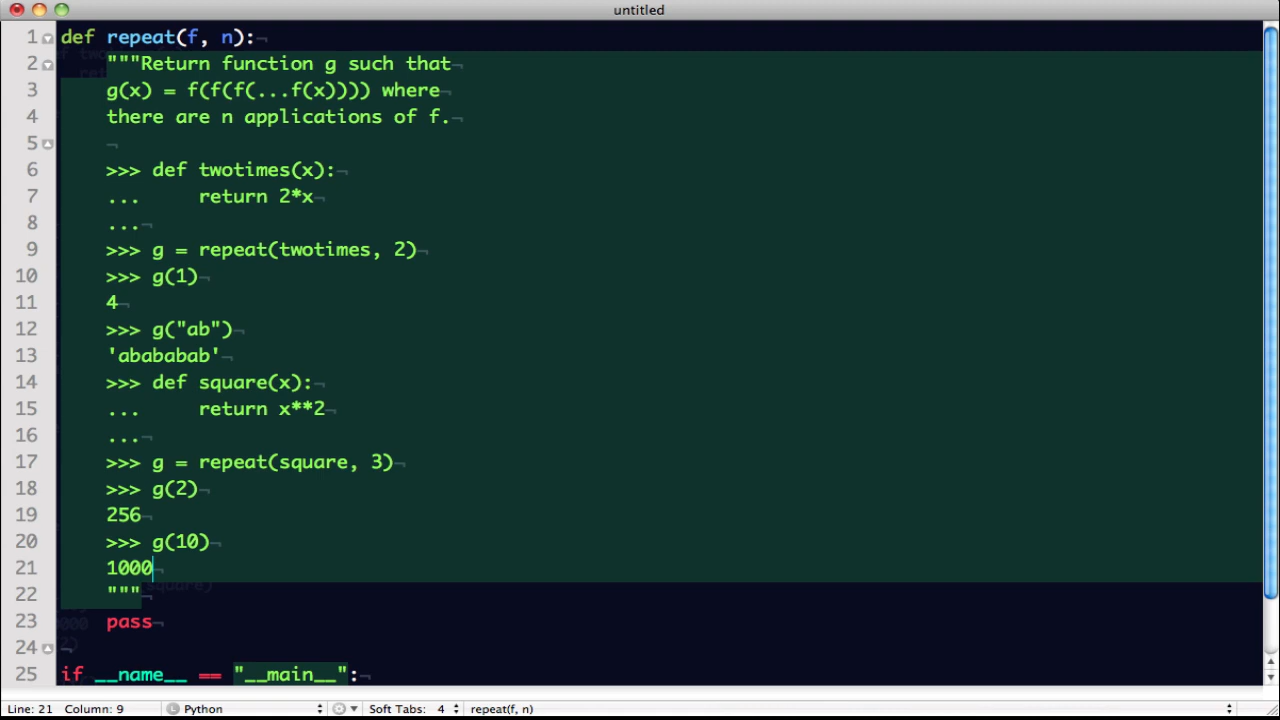 untitled
1 def repeat(f, n):¬
2 """Return function g such that¬
3 g(x) = f(f(f(...f(x)))) where¬
4 there are n applications of f.¬
5 ¬
6 >>> def twotimes(x):¬
7 ...     return 2*x¬
8 ...¬
9 >>> g = repeat(twotimes, 2)¬
10 >>> g(1)¬
11 4¬
12 >>> g("ab")¬
13 'abababab'¬
14 >>> def square(x):¬
15 ...     return x**2¬
16 ...¬
17 >>> g = repeat(square, 3)¬
18 >>> g(2)¬
19 256¬
20 >>> g(10)¬
21 1000¬
22 """¬
23 pass¬
24 ¬
25 if __name__ == "__main__":¬
Line: 21 Column: 9 L Python Soft Tabs: 4 repeat(f, n)